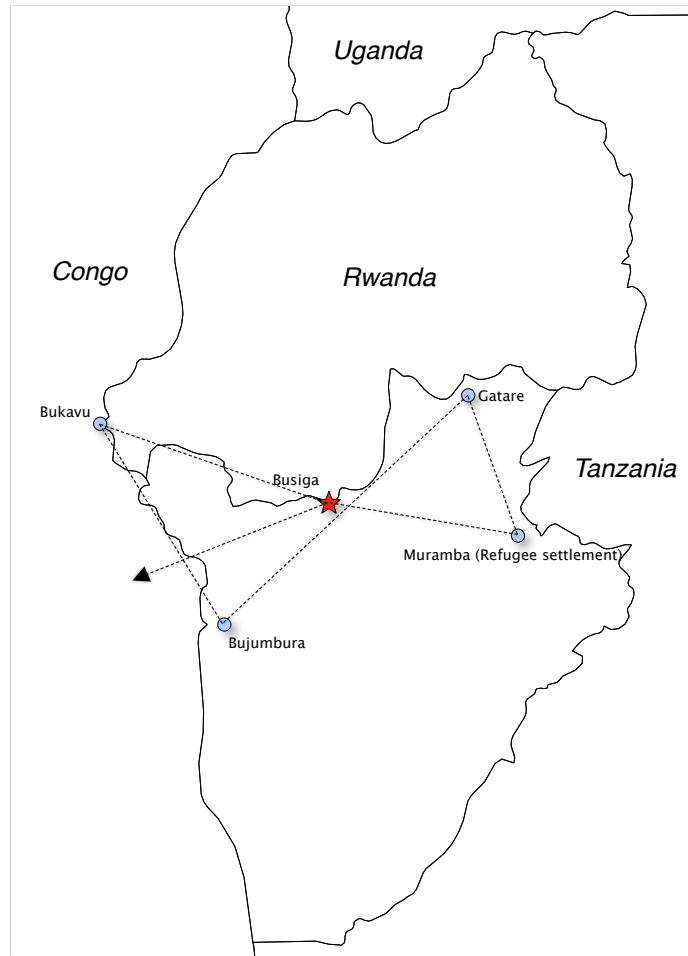 Uganda
Congo
Rwanda
Bukavu
Gatare
Busiga
Tanzania
Muramba (Refugee settlement)
Bujumbura